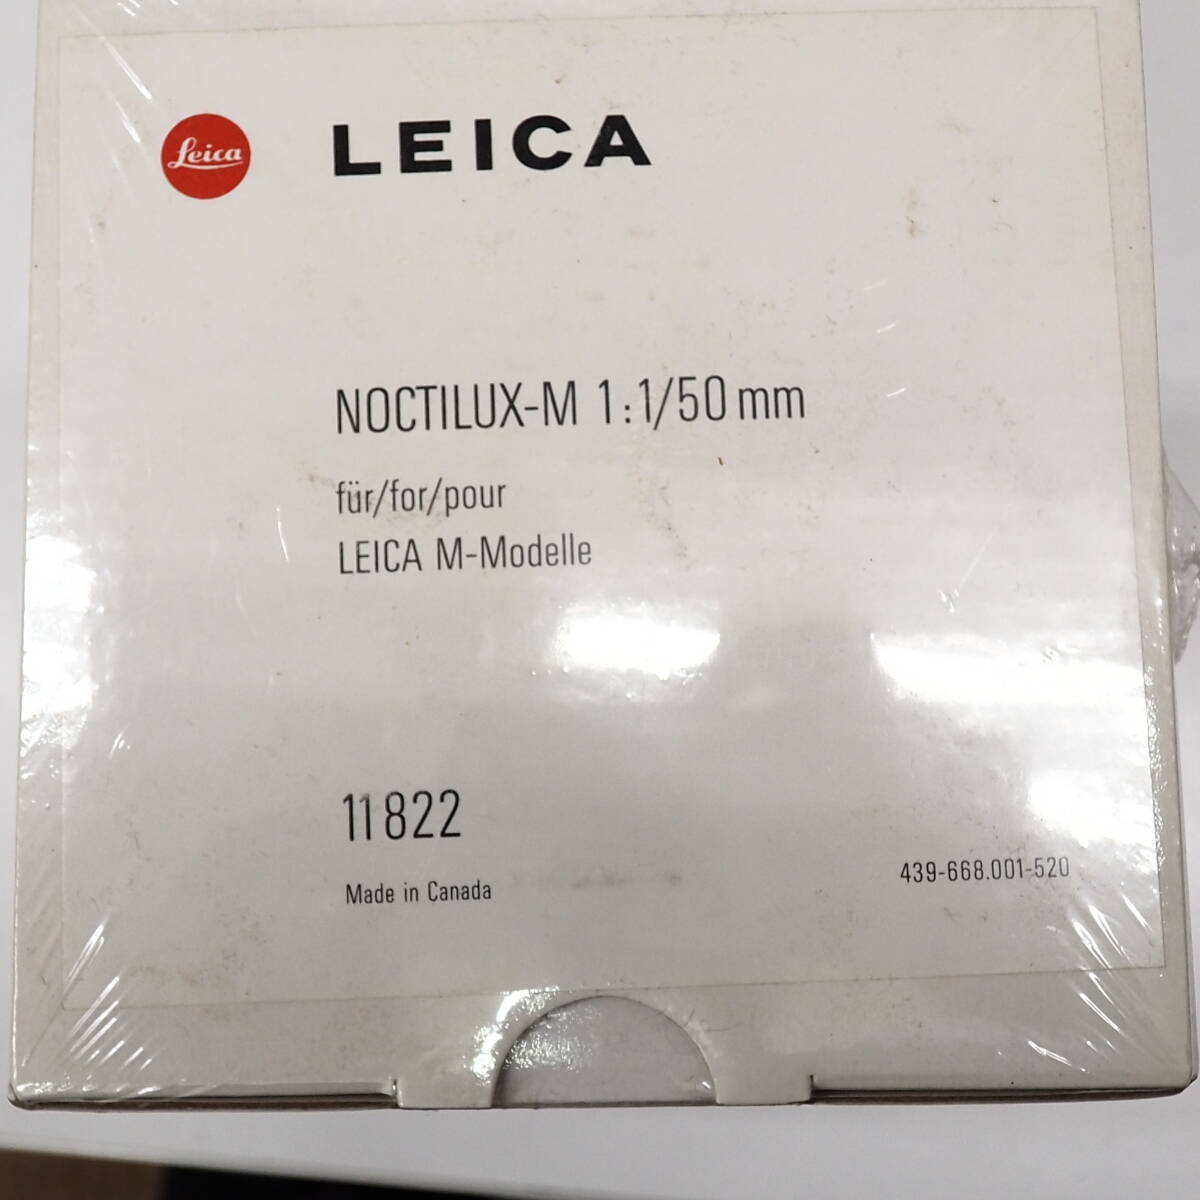 Leica
LEICA
NOCTILUX-M 1:1/50 mm
für/for/pour
LEICA M-Modelle
11822
Made in Canada
439-668.001-520